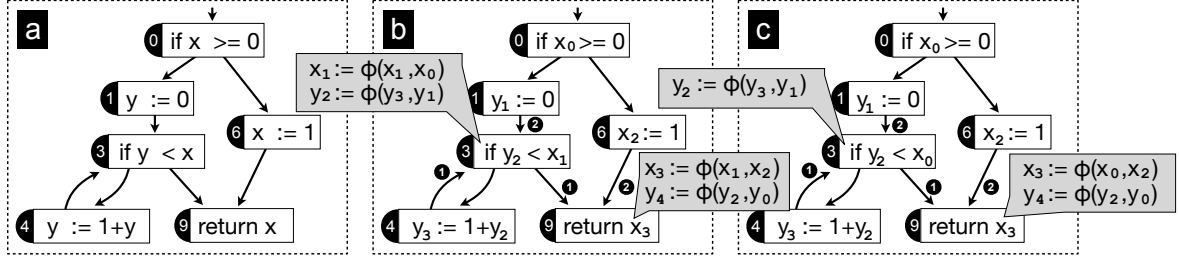 a
0 if x >= 0
1 y := 0
3 if y < x
6 x := 1
4 y := 1+y
9 return x
b
0 if x₀ >= 0
x₁ := Φ(x₁,x₀)
y₂ := Φ(y₃,y₁)
1 y₁ := 0
2
3 if y₂ < x₁
6 x₂ := 1
1
1
2
x₃ := Φ(x₁,x₂)
y₄ := Φ(y₂,y₀)
4 y₃ := 1+y₂
9 return x₃
c
0 if x₀ >= 0
y₂ := Φ(y₃,y₁)
1 y₁ := 0
2
3 if y₂ < x₀
6 x₂ := 1
1
1
2
x₃ := Φ(x₀,x₂)
y₄ := Φ(y₂,y₀)
4 y₃ := 1+y₂
9 return x₃